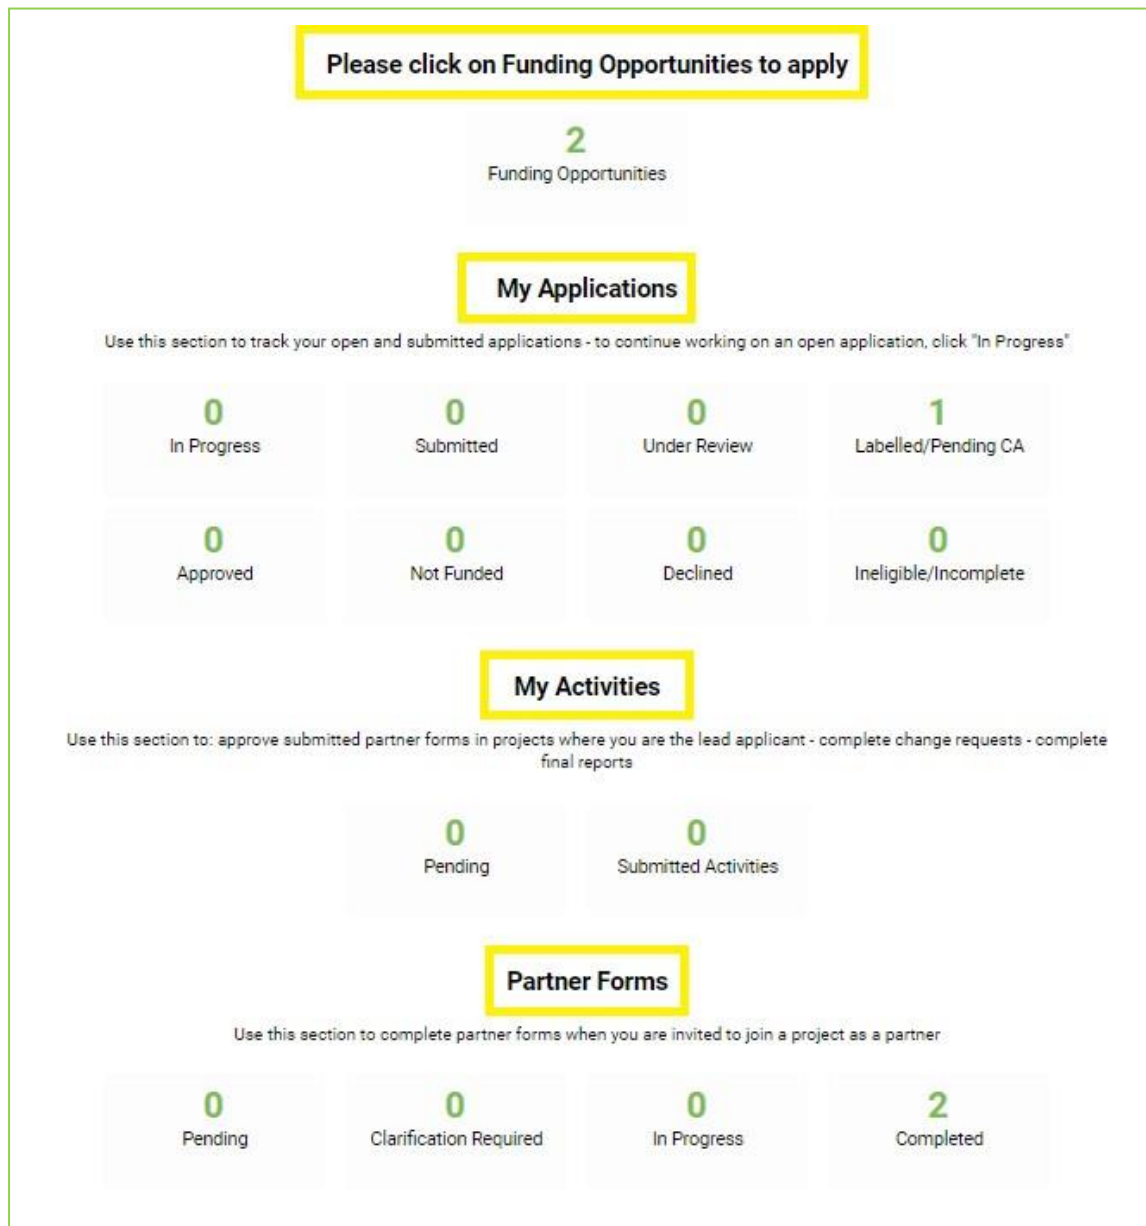 Please click on Funding Opportunities to apply
2
Funding Opportunities
My Applications
Use this section to track your open and submitted applications - to continue working on an open application, click "In Progress"
0 0 0 1
In Progress Submitted Under Review Labelled/Pending CA
0 0 0 0
Approved Not Funded Declined Ineligible/Incomplete
My Activities
Use this section to: approve submitted partner forms in projects where you are the lead applicant - complete change requests - complete
final reports
0 0
Pending Submitted Activities
Partner Forms
Use this section to complete partner forms when you are invited to join a project as a partner
0 0 0 2
Pending Clarification Required In Progress Completed